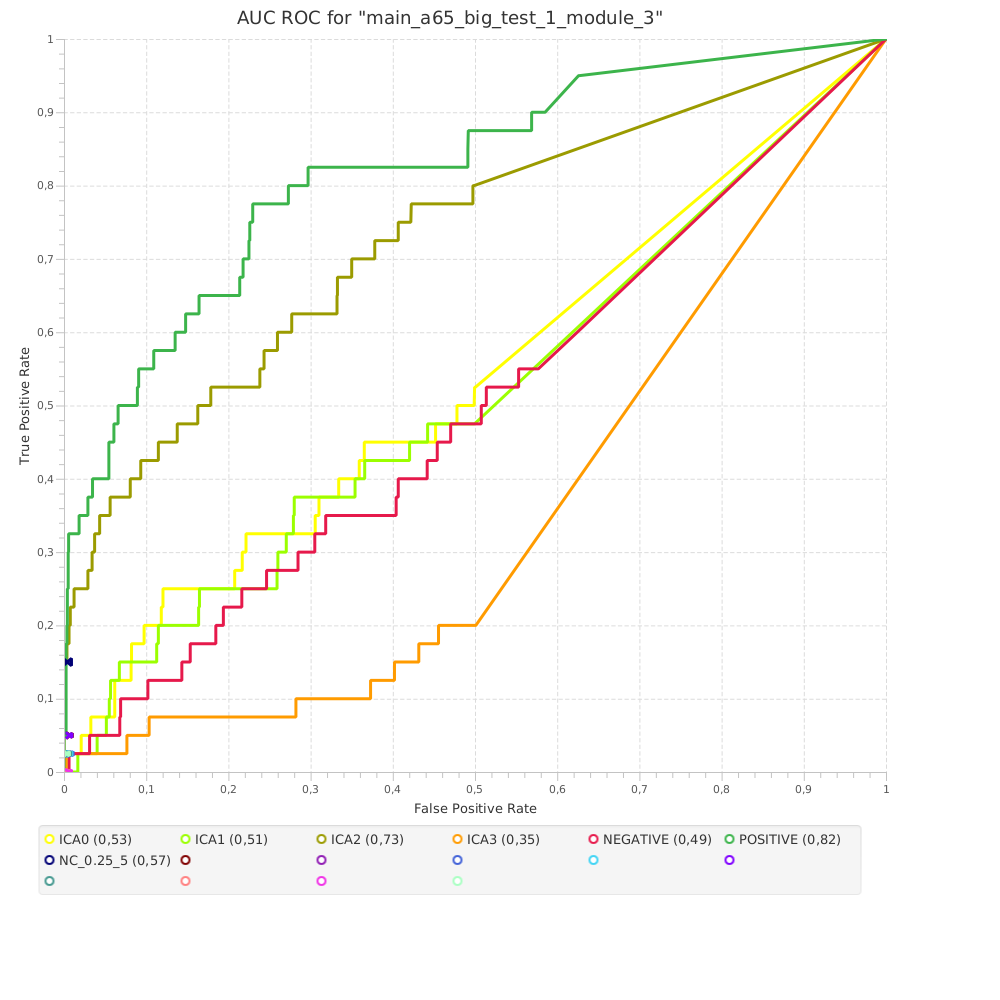 AUC ROC for "main_a65_big_test_1_module_3"
1
0,9
0,8
0,7
0,6
0,5
0,4
0,3
0,2
0,1
0
True Positive Rate
0 0,1 0,2 0,3 0,4 0,5 0,6 0,7 0,8 0,9 1
False Positive Rate
ICA0 (0,53) ICA1 (0,51) ICA2 (0,73) ICA3 (0,35) NEGATIVE (0,49) POSITIVE (0,82)
NC_0.25_5 (0,57)